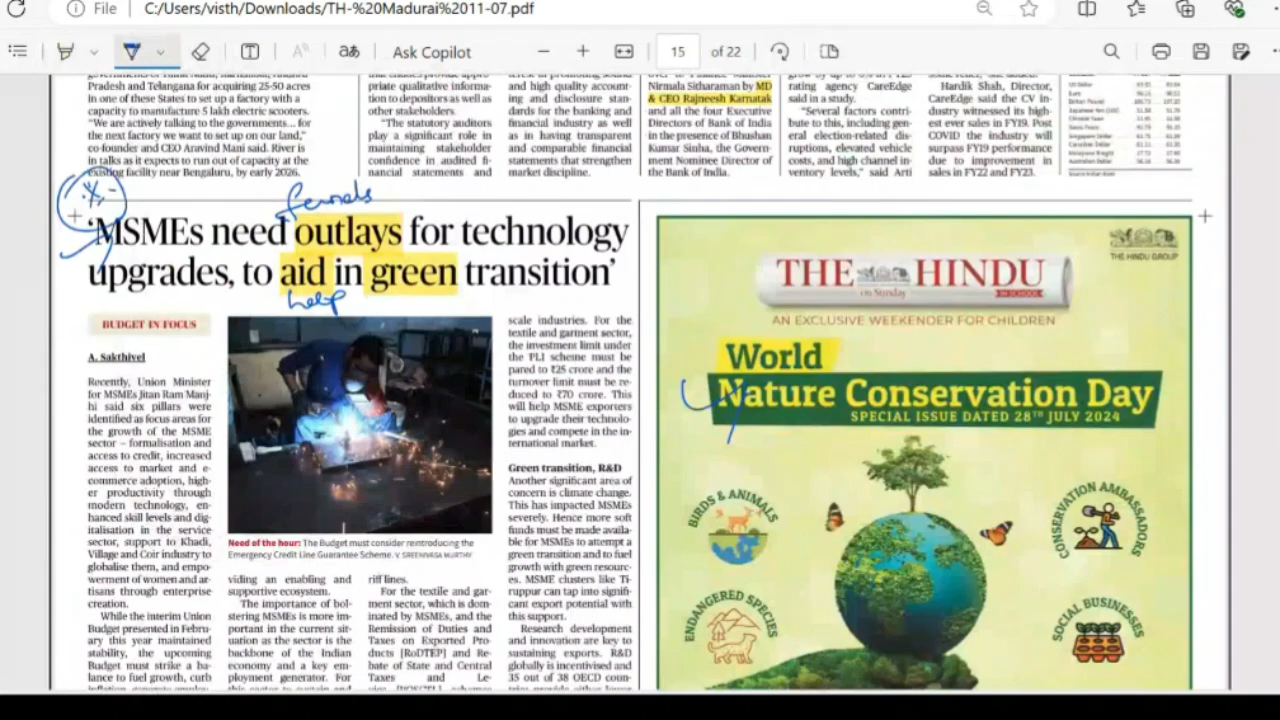 File C:/Users/visth/Downloads/TH-%20Madurai%2011-07.pdf
Ask Copilot
15 of 22
Pradesh and Telangana for acquiring 25-50 acres
in one of these States to set up a factory with a
capacity to manufacture 5 lakh electric scooters.
“We are actively talking to the governments... for
the next factory we want to set up on our land,”
co-founder and CEO Aravind Mani said. River is
in talks as it expects to run out of capacity at the
existing facility near Bengaluru, by early 2026.
priate qualitative informa-
tion to depositors as well as
other stakeholders.
“The statutory auditors
play a significant role in
maintaining stakeholder
confidence in audited fi-
nancial statements and
and high quality account-
ing and disclosure stan-
dards for the banking and
financial industry as well
as in having transparent
and comparable financial
statements that strengthen
market discipline.
Nirmala Sitharaman by MD
& CEO Rajneesh Karnatak
and all the four Executive
Directors of Bank of India
in the presence of Bhushan
Kumar Sinha, the Govern-
ment Nominee Director of
the Bank of India.
rating agency CareEdge
said in a study.
“Several factors contri-
bute to this, including gen-
eral election-related dis-
ruptions, elevated vehicle
costs, and high channel in-
ventory levels,” said Arti
Hardik Shah, Director,
CareEdge said the CV in-
dustry witnessed its high-
est ever sales in FY19. Post
COVID the industry will
surpass FY19 performance
due to improvement in
sales in FY22 and FY23.
funds
‘MSMEs need outlays for technology
upgrades, to aid in green transition’
help
BUDGET IN FOCUS
A. Sakthivel
Recently, Union Minister
for MSMEs Jitan Ram Manj-
hi said six pillars were
identified as focus areas for
the growth of the MSME
sector – formalisation and
access to credit, increased
access to market and e-
commerce adoption, high-
er productivity through
modern technology, en-
hanced skill levels and dig-
italisation in the service
sector, support to Khadi,
Village and Coir industry to
globalise them, and empo-
werment of women and ar-
tisans through enterprise
creation.
While the interim Union
Budget presented in Febru-
ary this year maintained
stability, the upcoming
Budget must strike a ba-
lance to fuel growth, curb
Need of the hour: The Budget must consider reintroducing the
Emergency Credit Line Guarantee Scheme. V. SREENIVASA MURTHY
viding an enabling and
supportive ecosystem.
The importance of bol-
stering MSMEs is more im-
portant in the current sit-
uation as the sector is the
backbone of the Indian
economy and a key em-
ployment generator. For
riff lines.
For the textile and gar-
ment sector, which is dom-
inated by MSMEs, and the
Remission of Duties and
Taxes on Exported Pro-
ducts [RoDTEP] and Re-
bate of State and Central
Taxes and Le-
scale industries. For the
textile and garment sector,
the investment limit under
the PLI scheme must be
pared to ₹25 crore and the
turnover limit must be re-
duced to ₹70 crore. This
will help MSME exporters
to upgrade their technolo-
gies and compete in the in-
ternational market.
Green transition, R&D
Another significant area of
concern is climate change.
This has impacted MSMEs
severely. Hence more soft
funds must be made availa-
ble for MSMEs to attempt a
green transition and to fuel
growth with green resourc-
es. MSME clusters like Ti-
ruppur can tap into signifi-
cant export potential with
this support.
Research development
and innovation are key to
sustaining exports. R&D
globally is incentivised and
35 out of 38 OECD coun-
THE HINDU GROUP
THE HINDU
on Sunday
IN SCHOOL
AN EXCLUSIVE WEEKENDER FOR CHILDREN
World
Nature Conservation Day
SPECIAL ISSUE DATED 28TH JULY 2024
BIRDS & ANIMALS
CONSERVATION AMBASSADORS
ENDANGERED SPECIES
SOCIAL BUSINESSES